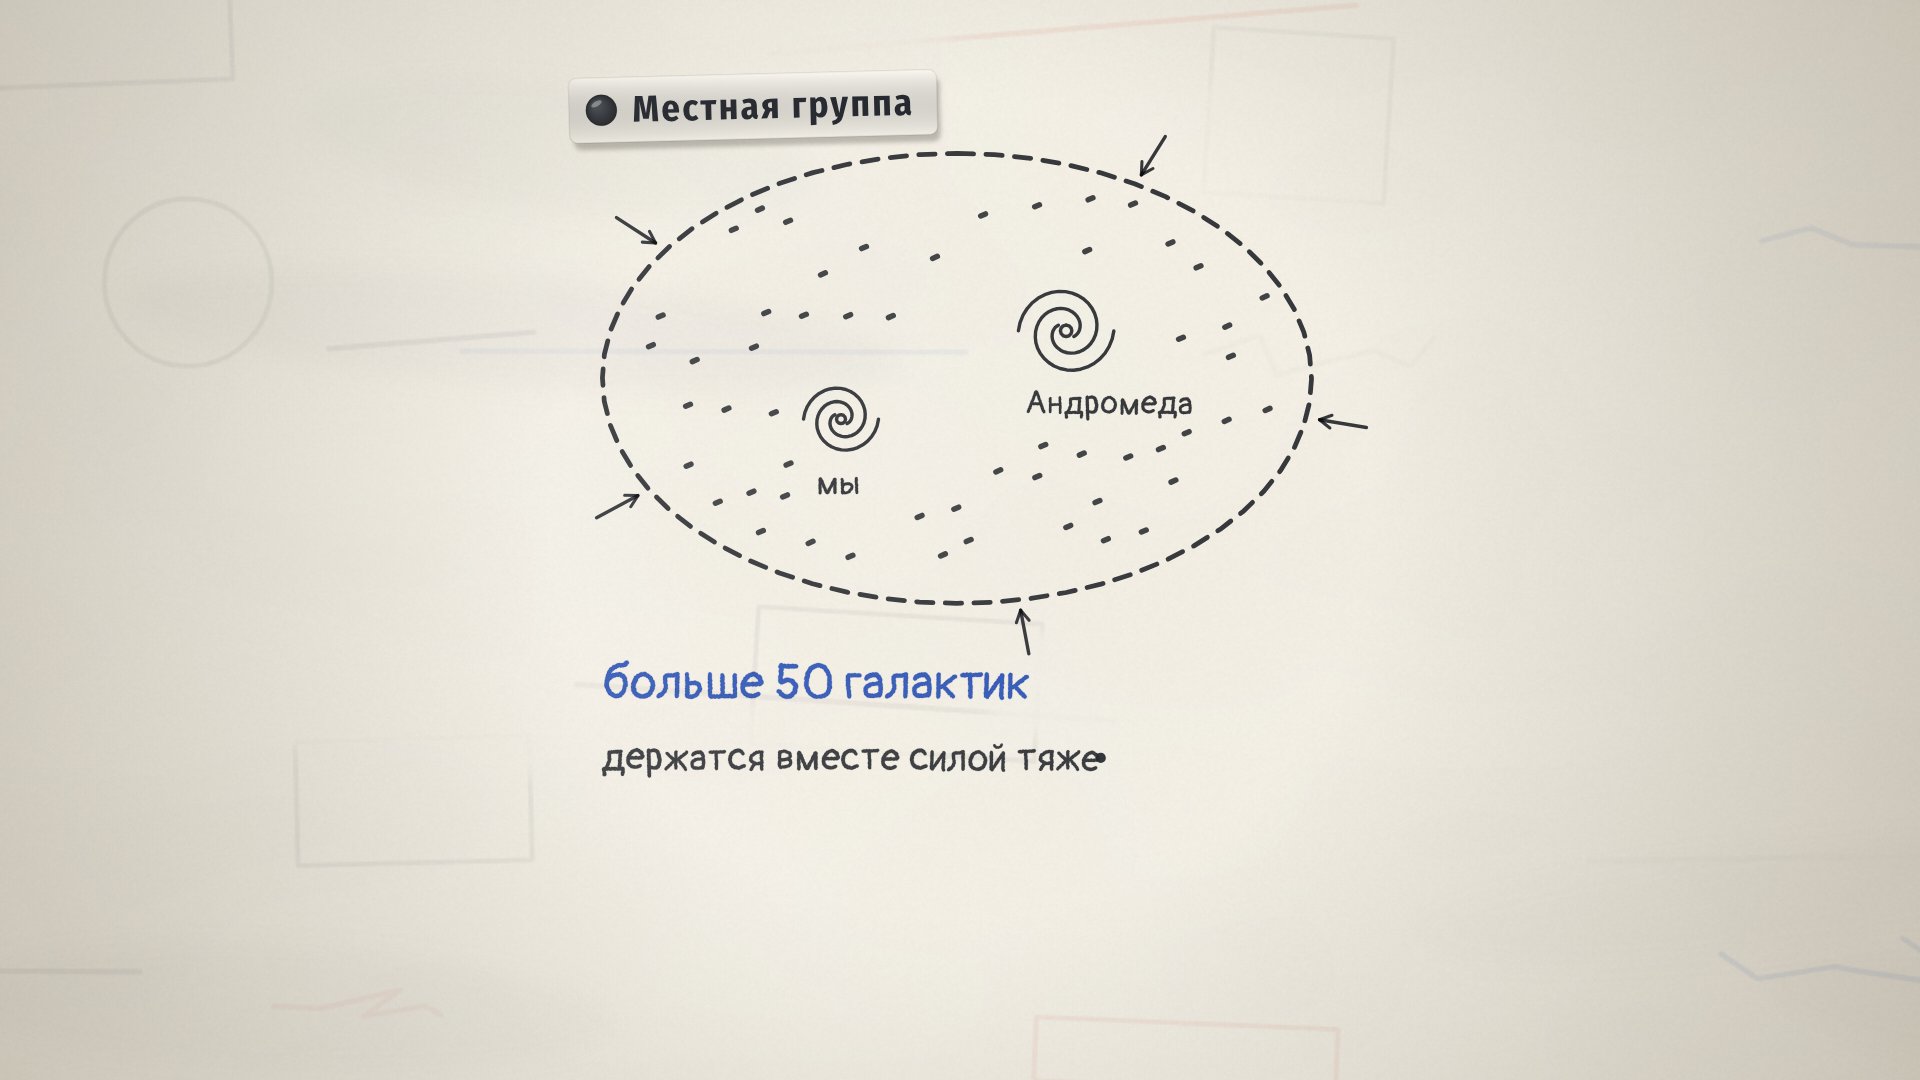 Местная группа
Андромеда
мы
больше 50 галактик
держатся вместе силой тяже